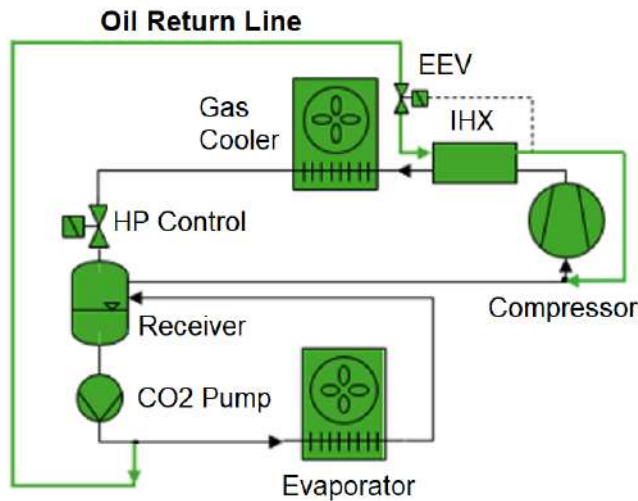 Oil Return Line
EEV
Gas
Cooler
IHX
HP Control
Receiver
Compressor
CO2 Pump
Evaporator